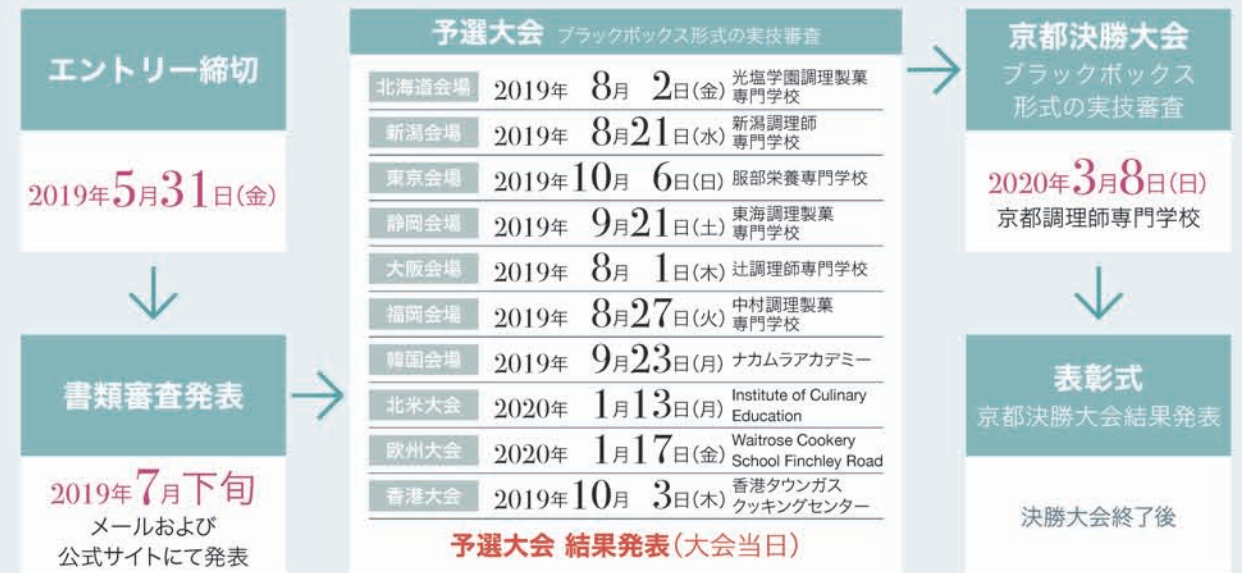 エントリー締切
2019年5月31日(金)
書類審査発表
2019年7月下旬
メールおよび
公式サイトにて発表
予選大会 ブラックボックス形式の実技審査
北海道会場 2019年 8月 2日(金) 光塩学園調理製菓
専門学校
新潟会場 2019年 8月21日(水) 新潟調理師
専門学校
東京会場 2019年10月 6日(日) 服部栄養専門学校
静岡会場 2019年 9月21日(土) 東海調理製菓
専門学校
大阪会場 2019年 8月 1日(木) 辻調理師専門学校
福岡会場 2019年 8月27日(火) 中村調理製菓
専門学校
韓国会場 2019年 9月23日(月) ナカムラアカデミー
北米大会 2020年 1月13日(月) Institute of Culinary
Education
欧州大会 2020年 1月17日(金) Waitrose Cookery
School Finchley Road
香港大会 2019年10月 3日(木) 香港タウンガス
クッキングセンター
予選大会 結果発表(大会当日)
京都決勝大会
ブラックボックス
形式の実技審査
2020年3月8日(日)
京都調理師専門学校
表彰式
京都決勝大会結果発表
決勝大会終了後